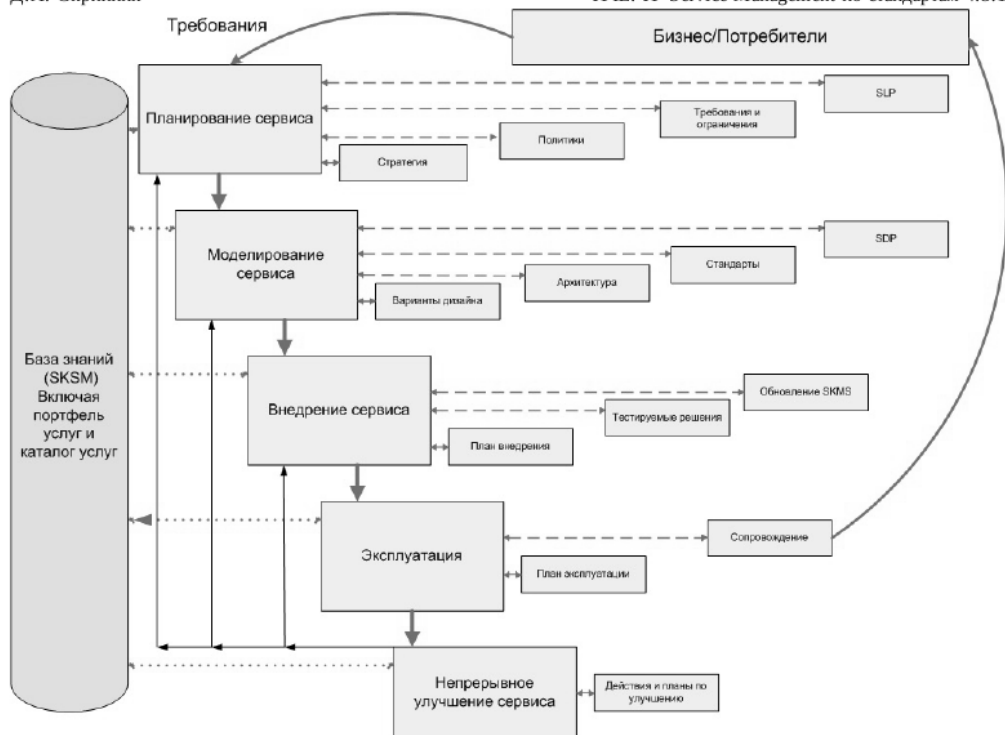 Требования
Бизнес/Потребители
Планирование сервиса
SLP
Требования и
ограничения
Политики
Стратегия
Моделирование
сервиса
SDP
Стандарты
Архитектура
Варианты дизайна
База знаний
(SKSM)
Включая
портфель
услуг и
каталог услуг
Внедрение сервиса
Обновление SKMS
Тестируемые решения
План внедрения
Эксплуатация
Сопровождение
План эксплуатации
Непрерывное
улучшение сервиса
Действия и планы по
улучшению